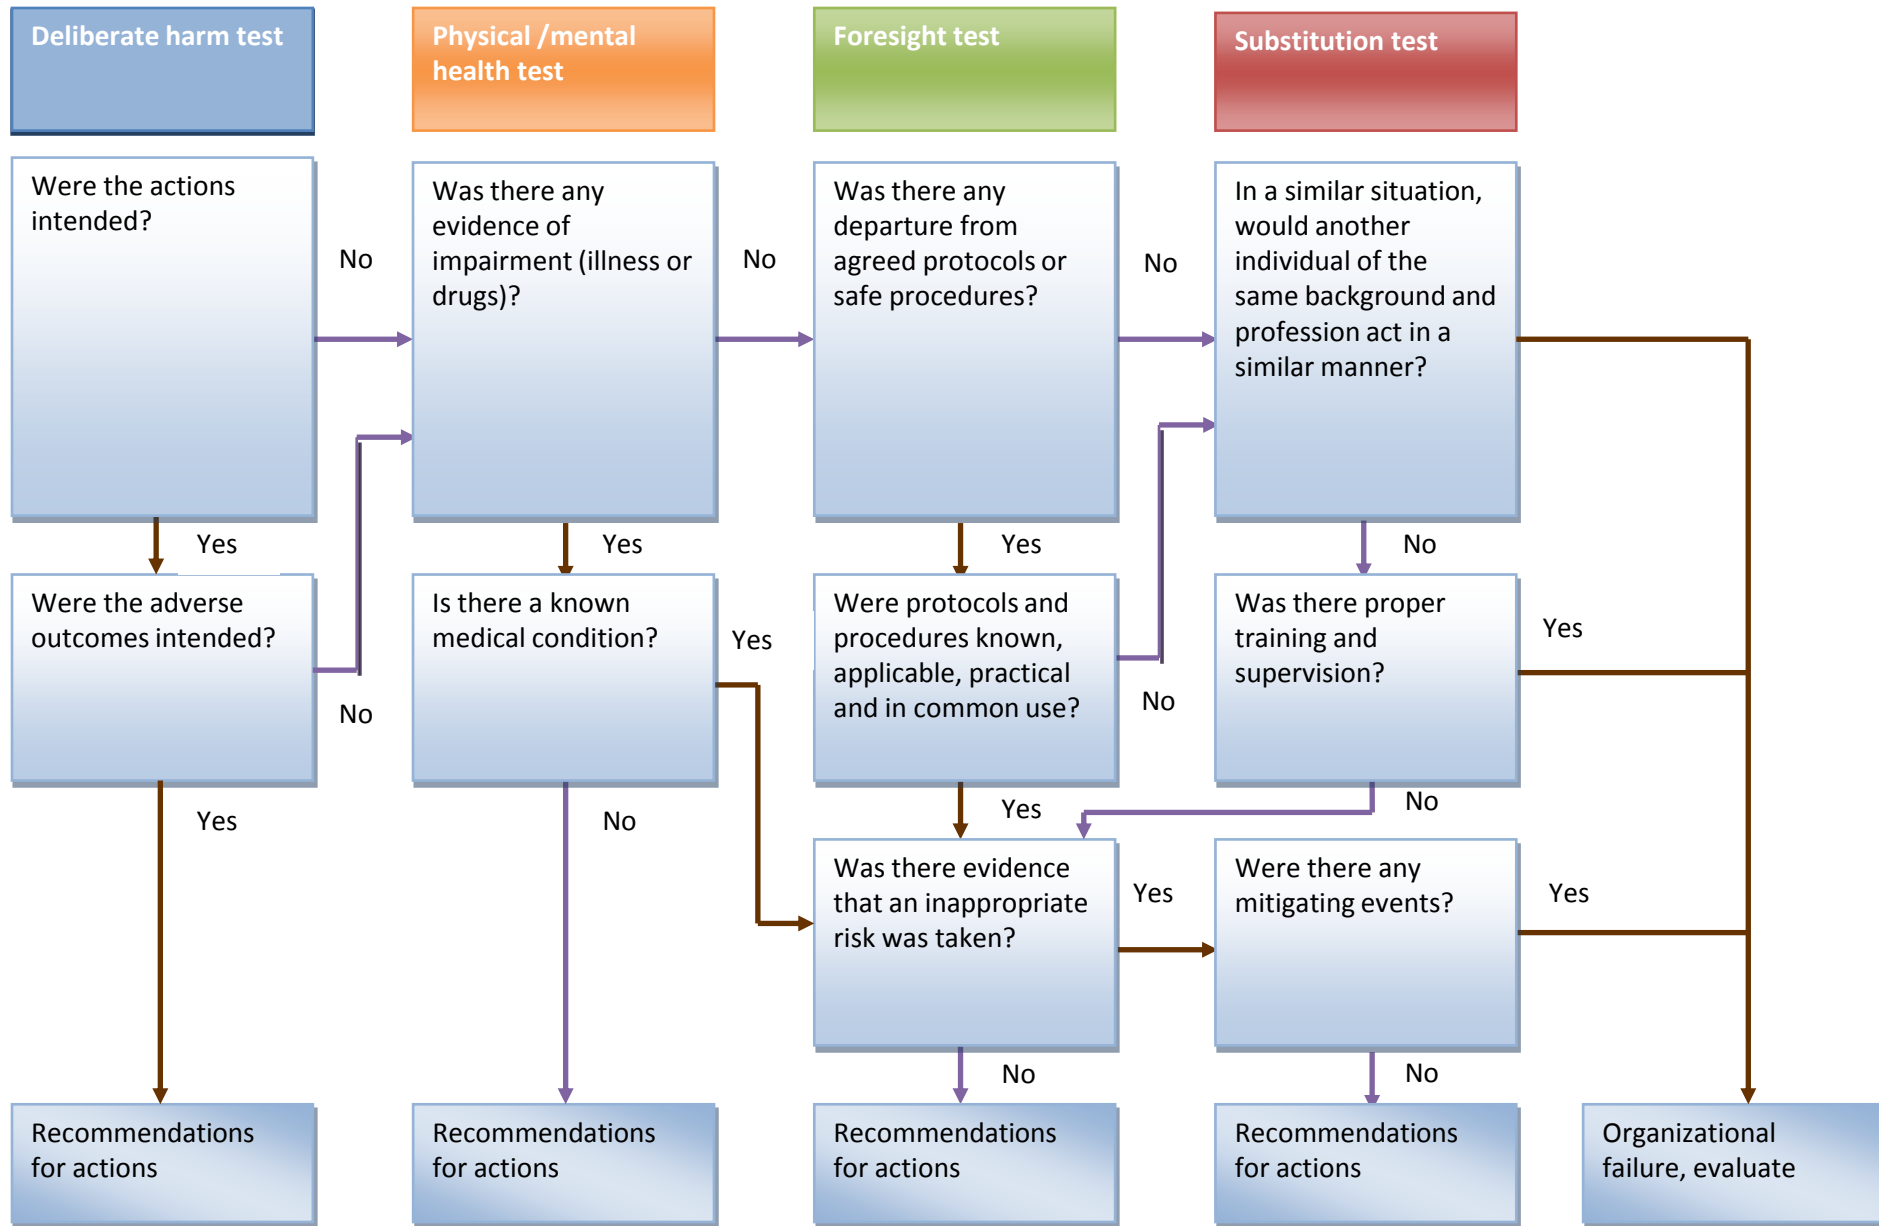 Deliberate harm test
Physical /mental
health test
Foresight test
Substitution test
Were the actions
intended?
No
Was there any
evidence of
impairment (illness or
drugs)?
No
Was there any
departure from
agreed protocols or
safe procedures?
No
In a similar situation,
would another
individual of the
same background and
profession act in a
similar manner?
Yes
Yes
Yes
No
Were the adverse
outcomes intended?
No
Is there a known
medical condition?
Yes
Were protocols and
procedures known,
applicable, practical
and in common use?
No
Was there proper
training and
supervision?
Yes
Yes
No
Yes
No
Was there evidence
that an inappropriate
risk was taken?
Yes
Were there any
mitigating events?
Yes
No
No
Recommendations
for actions
Recommendations
for actions
Recommendations
for actions
Recommendations
for actions
Organizational
failure, evaluate